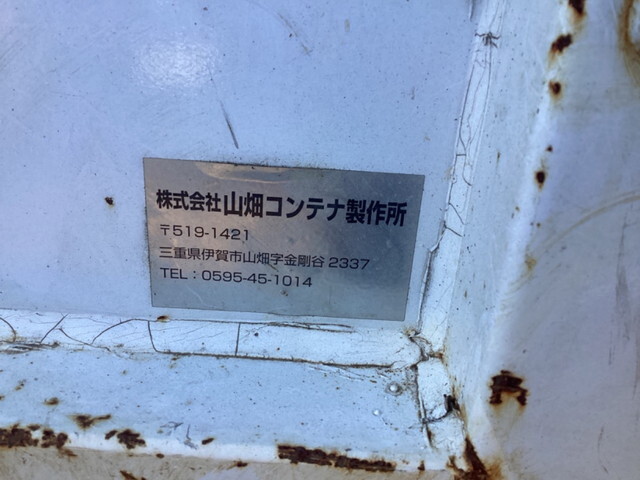 株式会社山畑コンテナ製作所
〒519-1421
三重県伊賀市山畑字金剛谷 2337
TEL：0595-45-1014